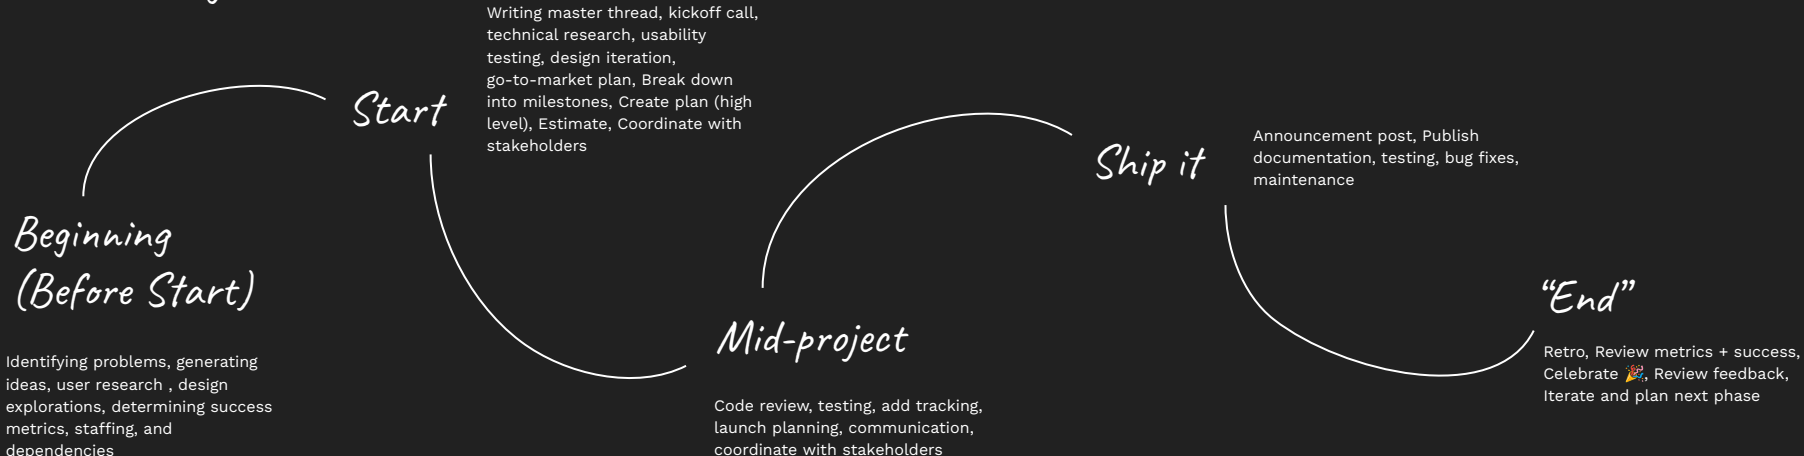 Beginning
(Before Start)
Identifying problems, generating
ideas, user research , design
explorations, determining success
metrics, staffing, and
dependencies
Start
Writing master thread, kickoff call,
technical research, usability
testing, design iteration,
go-to-market plan, Break down
into milestones, Create plan (high
level), Estimate, Coordinate with
stakeholders
Mid-project
Code review, testing, add tracking,
launch planning, communication,
coordinate with stakeholders
Ship it
Announcement post, Publish
documentation, testing, bug fixes,
maintenance
“End”
Retro, Review metrics + success,
Celebrate 🎉, Review feedback,
Iterate and plan next phase